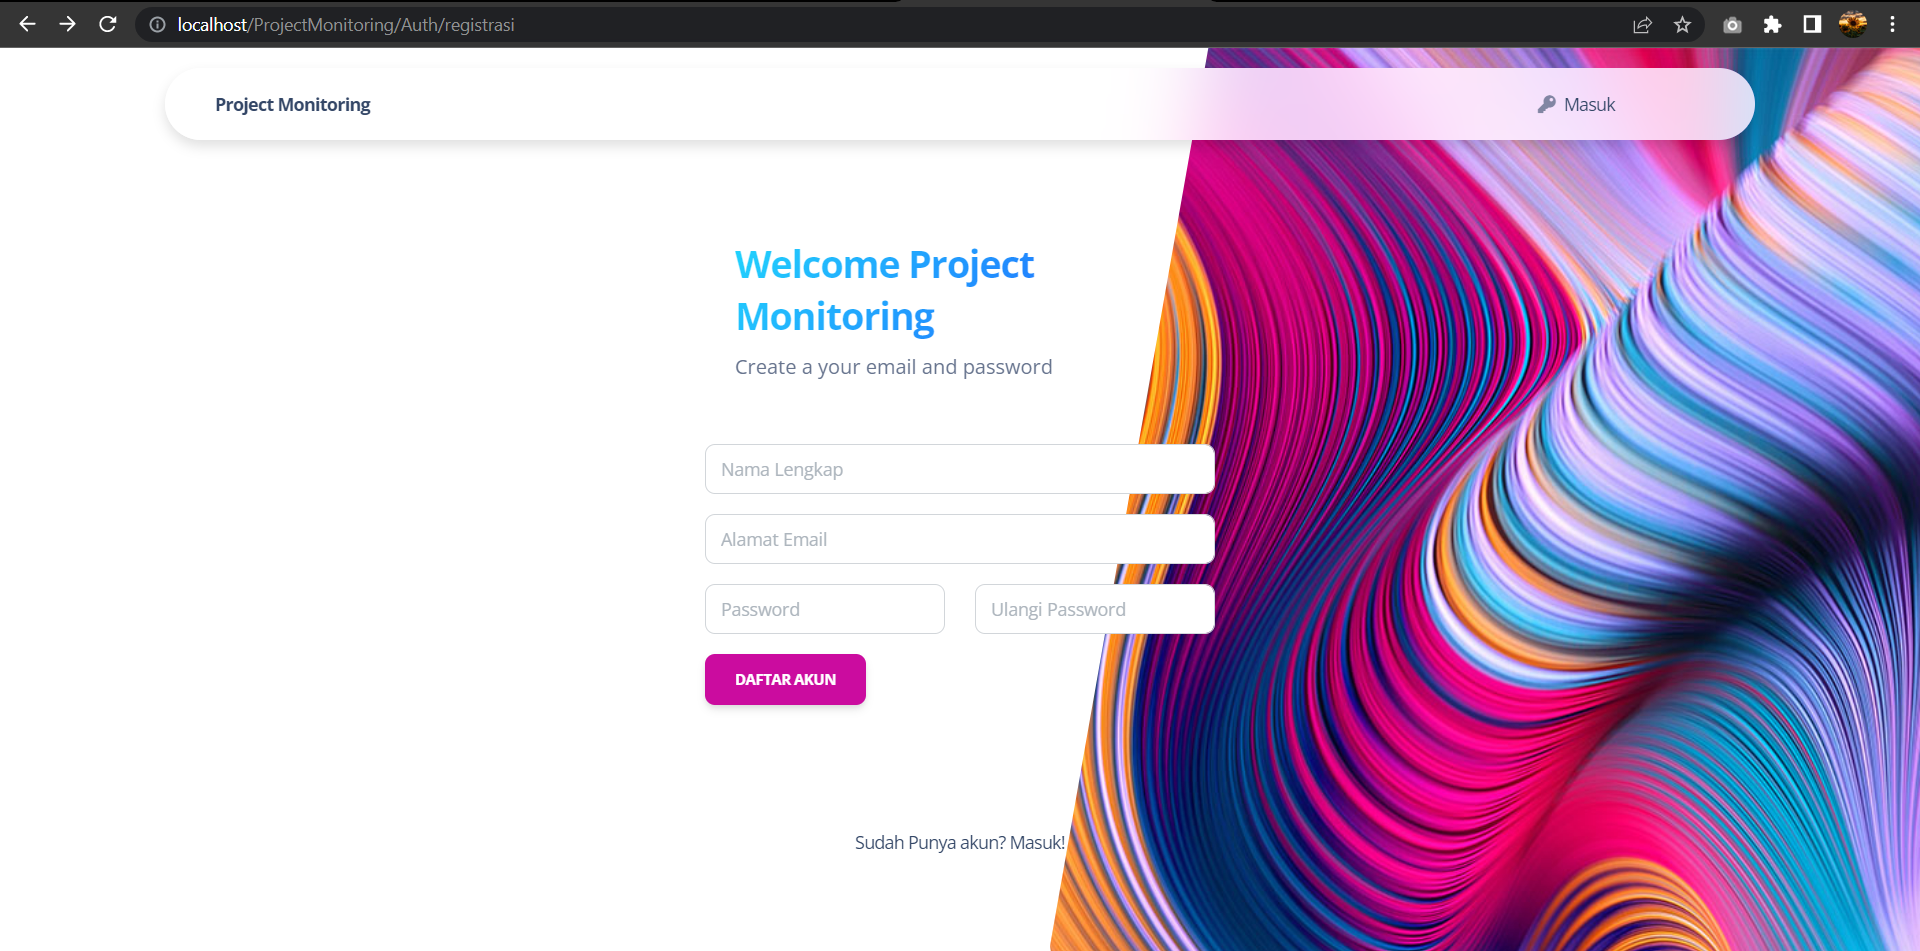 localhost/ProjectMonitoring/Auth/registrasi
Project Monitoring
Masuk
Welcome Project
Monitoring
Create a your email and password
Nama Lengkap
Alamat Email
Password
Ulangi Password
DAFTAR AKUN
Sudah Punya akun? Masuk!